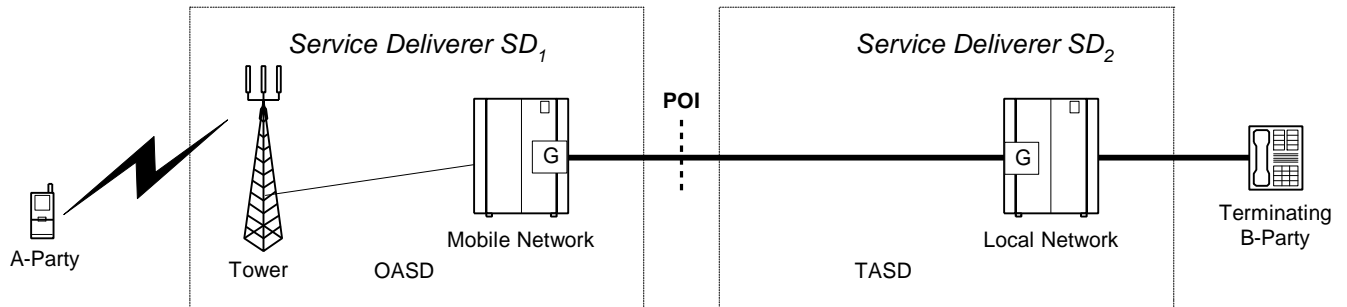 Service Deliverer SD1
Service Deliverer SD2
POI
G
G
A-Party
Tower
Mobile Network
OASD
Local Network
TASD
Terminating
B-Party